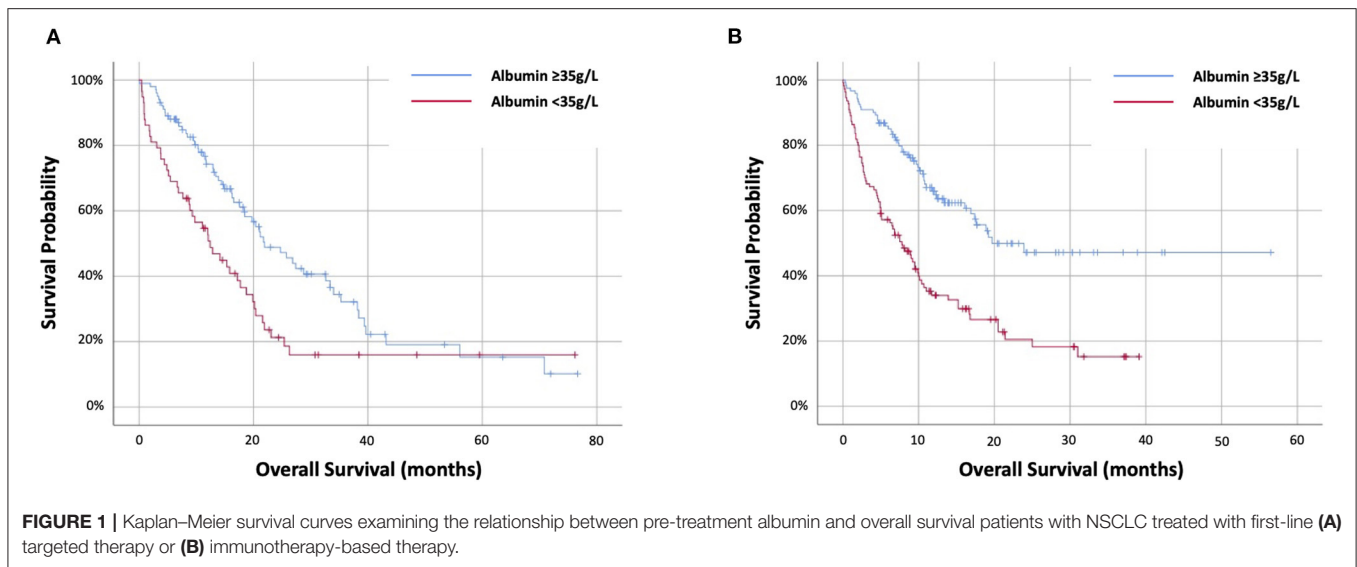 A
100%
80%
60%
40%
20%
0%
Survival Probability
0 20 40 60 80
Overall Survival (months)
Albumin ≥35g/L
Albumin <35g/L
B
100%
80%
60%
40%
20%
0%
Survival Probability
0 10 20 30 40 50 60
Overall Survival (months)
Albumin ≥35g/L
Albumin <35g/L
FIGURE 1 | Kaplan–Meier survival curves examining the relationship between pre-treatment albumin and overall survival patients with NSCLC treated with first-line (A)
targeted therapy or (B) immunotherapy-based therapy.